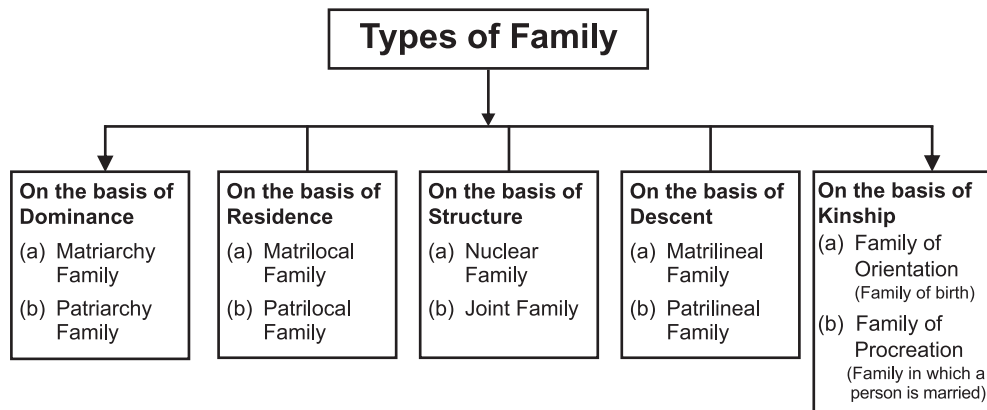 Types of Family
On the basis of
Dominance
(a) Matriarchy
Family
(b) Patriarchy
Family
On the basis of
Residence
(a) Matrilocal
Family
(b) Patrilocal
Family
On the basis of
Structure
(a) Nuclear
Family
(b) Joint Family
On the basis of
Descent
(a) Matrilineal
Family
(b) Patrilineal
Family
On the basis of
Kinship
(a) Family of
Orientation
(Family of birth)
(b) Family of
Procreation
(Family in which a
person is married)